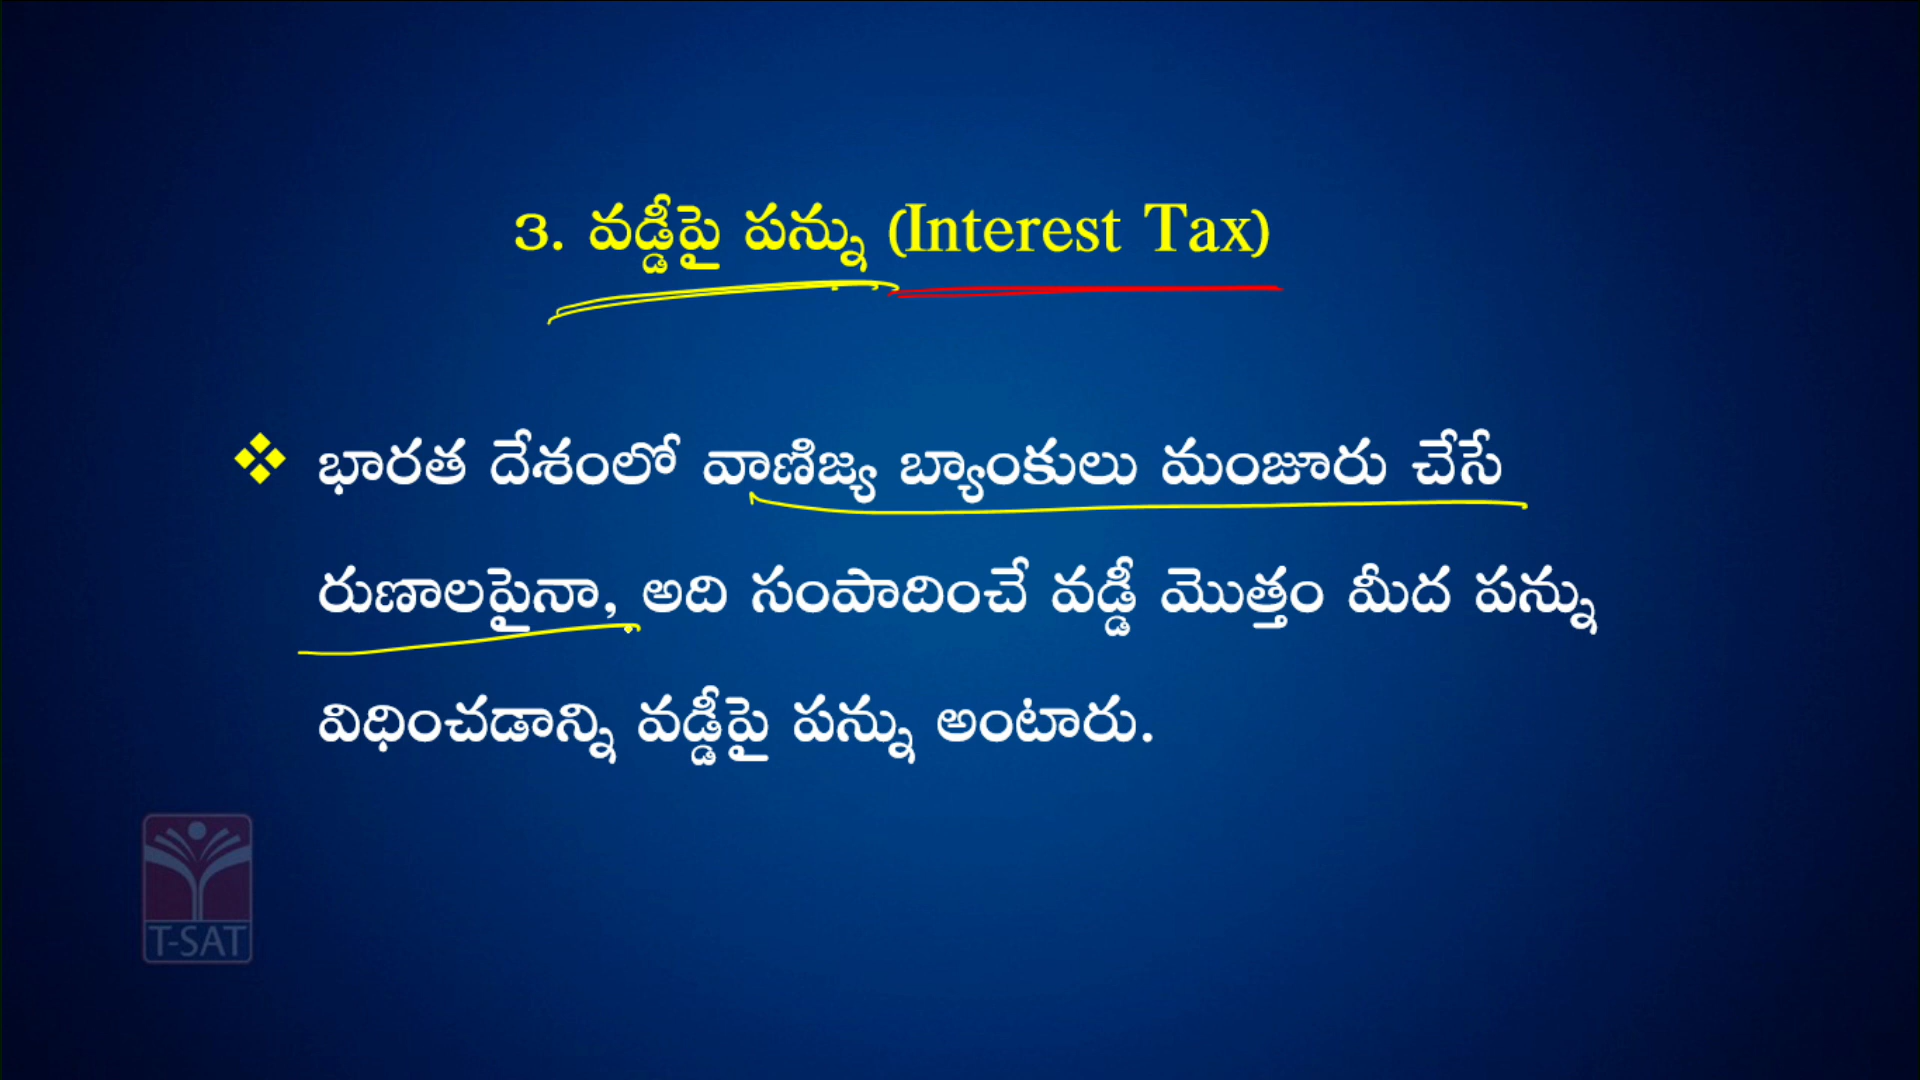 3. వడ్డీపై పన్ను (Interest Tax)
❖ భారత దేశంలో వాణిజ్య బ్యాంకులు మంజూరు చేసే
రుణాలపైనా, అది సంపాదించే వడ్డీ మొత్తం మీద పన్ను
విధించడాన్ని వడ్డీపై పన్ను అంటారు.
T-SAT